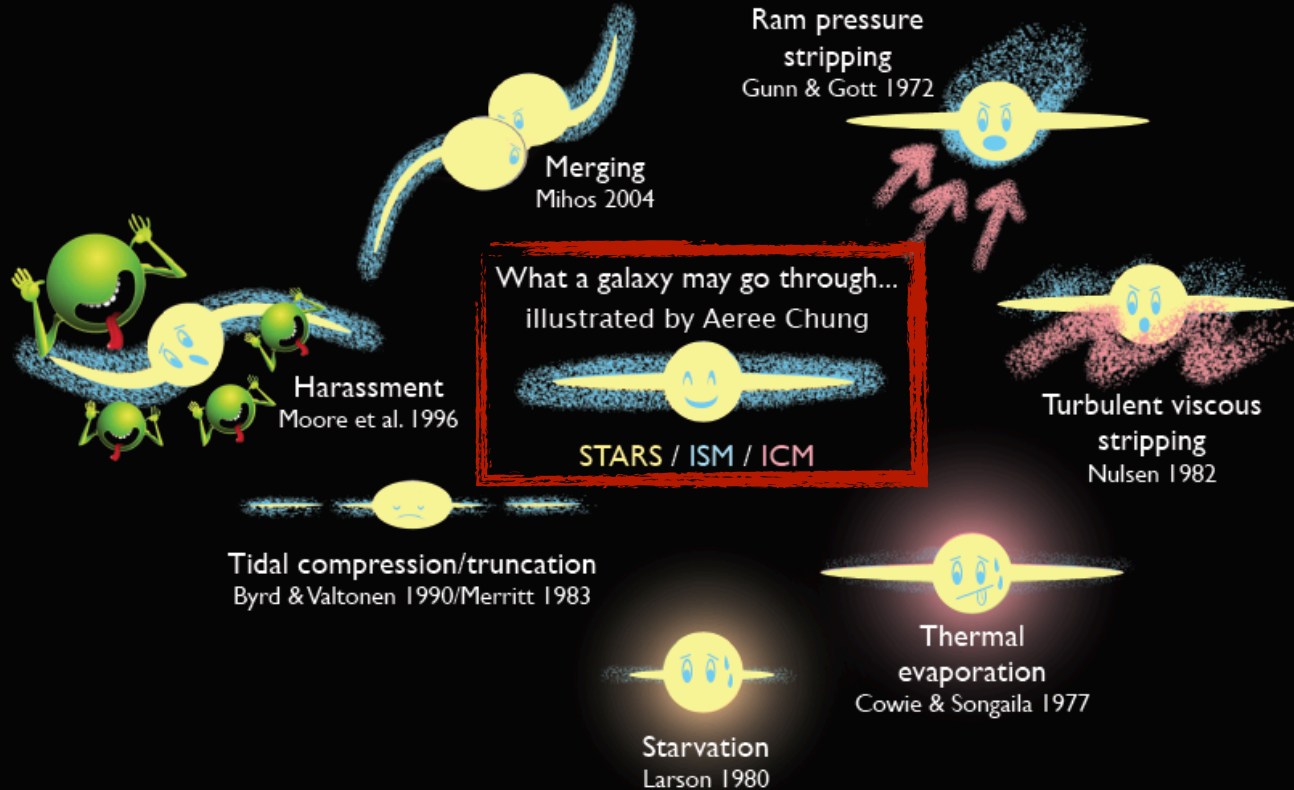 Ram pressure
stripping
Gunn & Gott 1972
Merging
Mihos 2004
What a galaxy may go through...
illustrated by Aeree Chung
STARS / ISM / ICM
Harassment
Moore et al. 1996
Turbulent viscous
stripping
Nulsen 1982
Tidal compression/truncation
Byrd & Valtonen 1990/Merritt 1983
Thermal
evaporation
Cowie & Songaila 1977
Starvation
Larson 1980